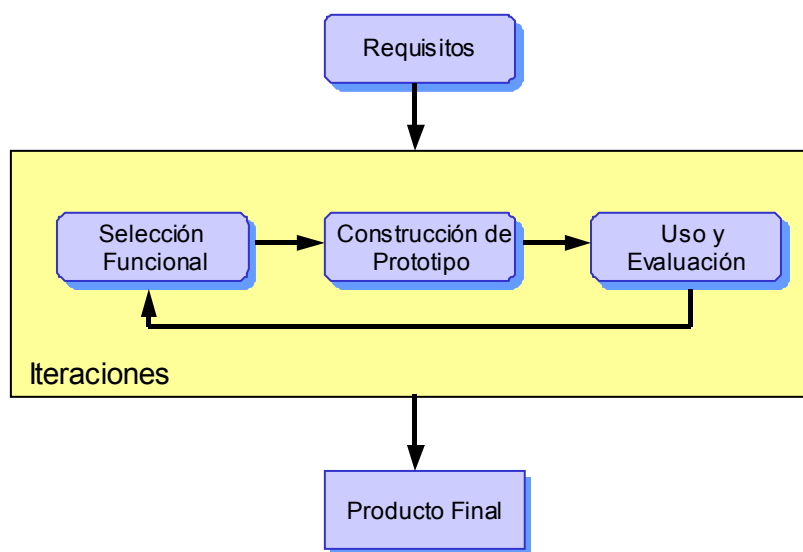 Requisitos
Selección
Funcional
Construcción de
Prototipo
Uso y
Evaluación
Iteraciones
Producto Final